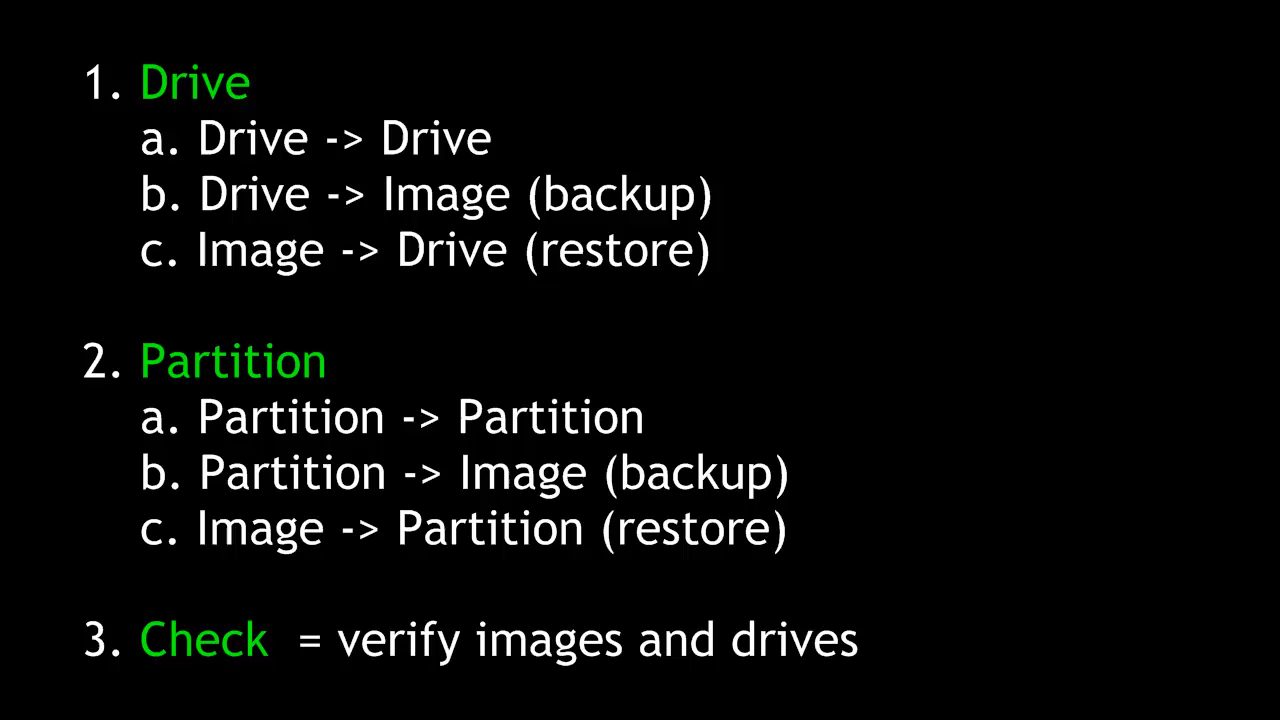 1. Drive
a. Drive -> Drive
b. Drive -> Image (backup)
c. Image -> Drive (restore)
2. Partition
a. Partition -> Partition
b. Partition -> Image (backup)
c. Image -> Partition (restore)
3. Check = verify images and drives